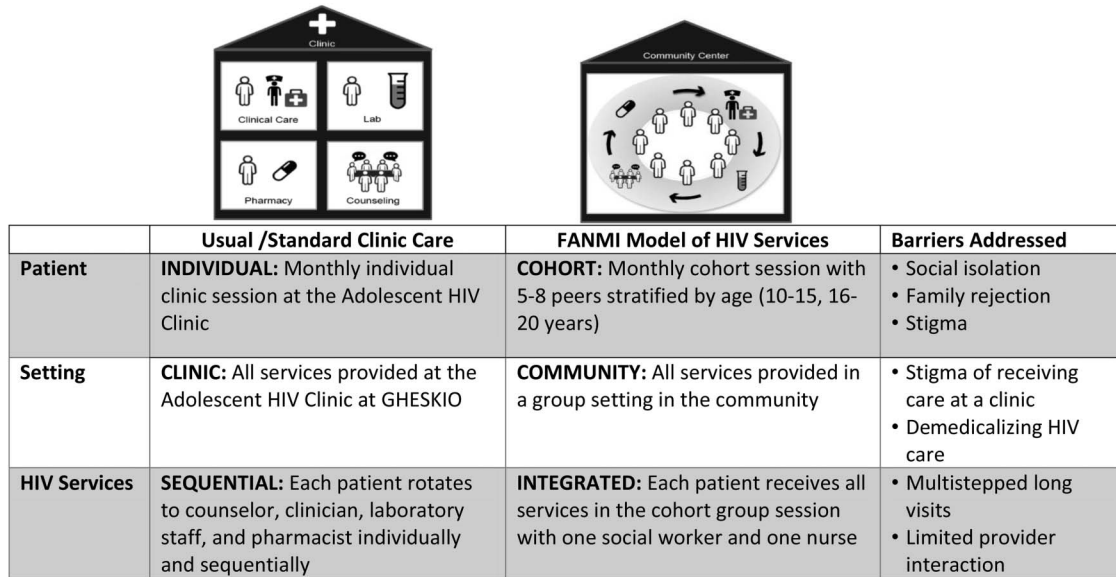 Clinic
Clinical Care
Lab
Pharmacy
Counseling
Community Center
Usual /Standard Clinic Care
FANMI Model of HIV Services
Barriers Addressed
Patient
INDIVIDUAL: Monthly individual
clinic session at the Adolescent HIV
Clinic
COHORT: Monthly cohort session with
5-8 peers stratified by age (10-15, 16-
20 years)
• Social isolation
• Family rejection
• Stigma
Setting
CLINIC: All services provided at the
Adolescent HIV Clinic at GHESKIO
COMMUNITY: All services provided in
a group setting in the community
• Stigma of receiving
care at a clinic
• Demedicalizing HIV
care
HIV Services
SEQUENTIAL: Each patient rotates
to counselor, clinician, laboratory
staff, and pharmacist individually
and sequentially
INTEGRATED: Each patient receives all
services in the cohort group session
with one social worker and one nurse
• Multistepped long
visits
• Limited provider
interaction